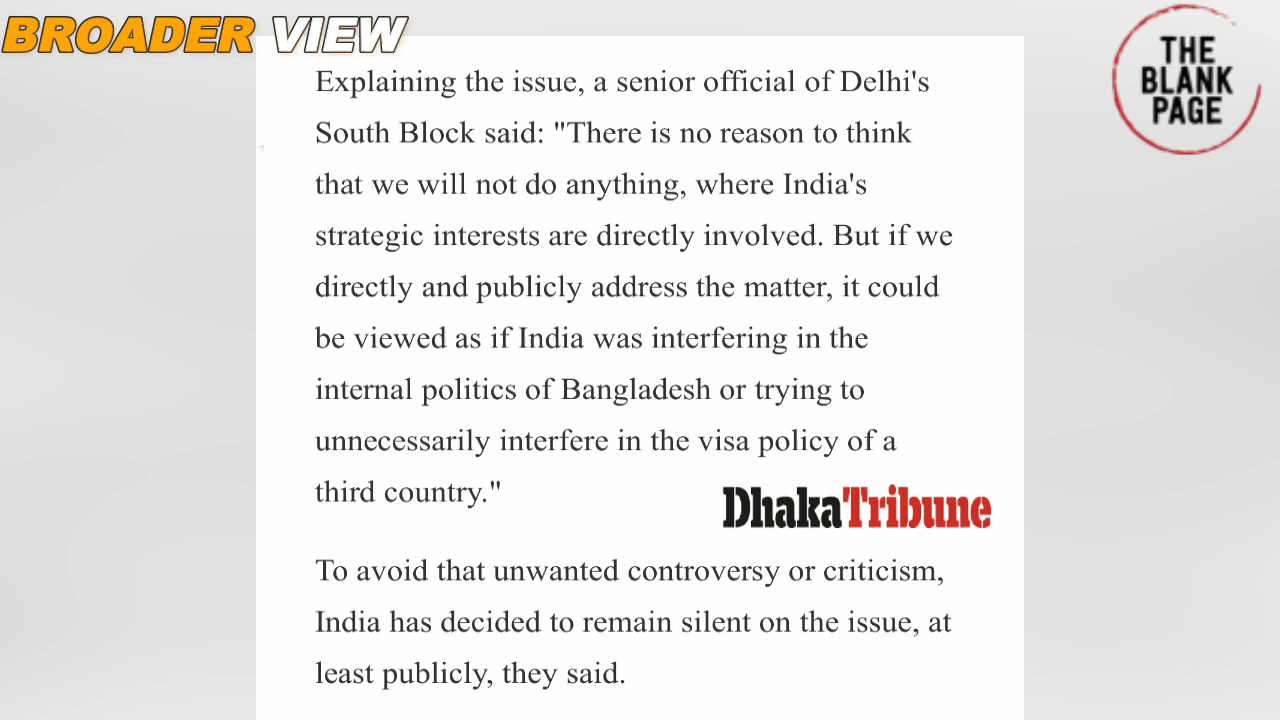 BROADER VIEW
THE
BLANK
PAGE
Explaining the issue, a senior official of Delhi's
South Block said: "There is no reason to think
that we will not do anything, where India's
strategic interests are directly involved. But if we
directly and publicly address the matter, it could
be viewed as if India was interfering in the
internal politics of Bangladesh or trying to
unnecessarily interfere in the visa policy of a
third country."
DhakaTribune
To avoid that unwanted controversy or criticism,
India has decided to remain silent on the issue, at
least publicly, they said.